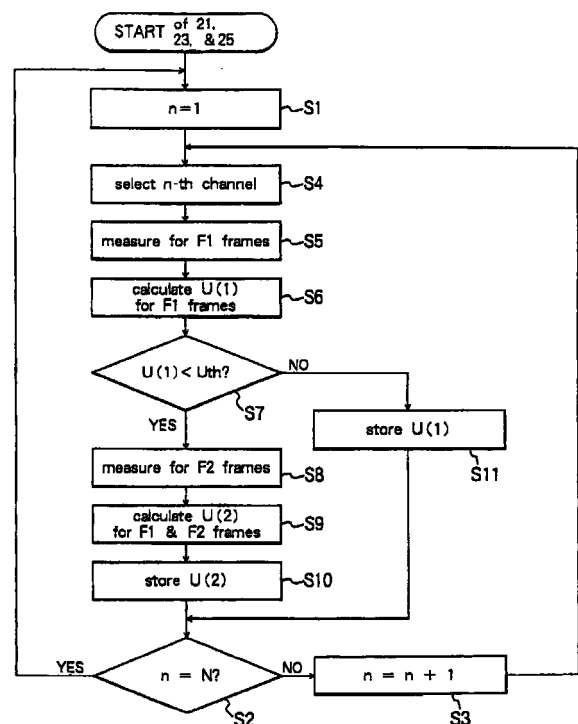 START of 21,
23, &25
n=1
S1
select n-th channel
S4
measure for F1 frames
S5
calculate U(1)
for F1 frames
S6
U(1)<Uth?
NO
S7
YES
store U(1)
S11
measure for F2 frames
S8
calculate U(2)
for F1 & F2 frames
S9
store U(2)
S10
YES
n = N?
NO
n = n + 1
S2
S3